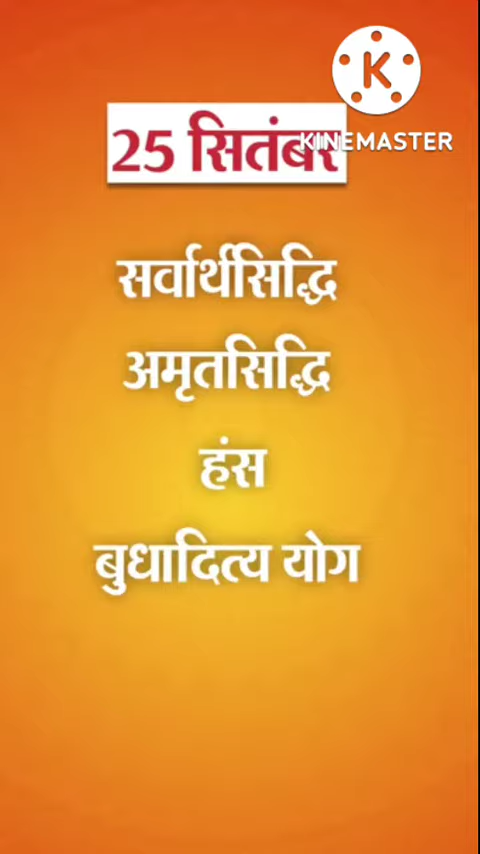 25 सितंबर
KINEMASTER
सर्वार्थसिद्धि
अमृतसिद्धि
हंस
बुधादित्य योग